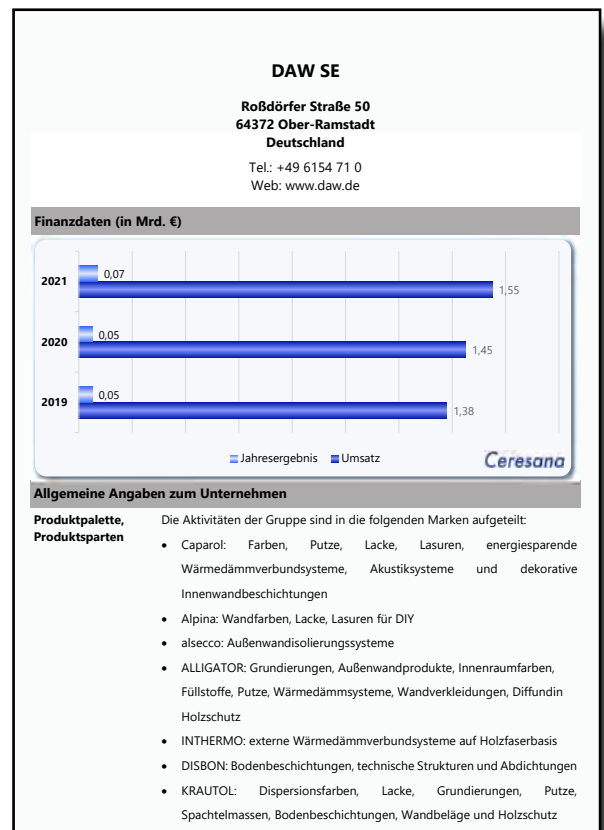 DAW SE
Roßdörfer Straße 50
64372 Ober-Ramstadt
Deutschland
Tel.: +49 6154 71 0
Web: www.daw.de
Finanzdaten (in Mrd. €)
2021
0,07
1,55
2020
0,05
1,45
2019
0,05
1,38
Jahresergebnis Umsatz
Ceresana
Allgemeine Angaben zum Unternehmen
Produktpalette,
Produktsparten
Die Aktivitäten der Gruppe sind in die folgenden Marken aufgeteilt:
• Caparol: Farben, Putze, Lacke, Lasuren, energiesparende
Wärmedämmverbundsysteme, Akustiksysteme und dekorative
Innenwandbeschichtungen
• Alpina: Wandfarben, Lacke, Lasuren für DIY
• alsecco: Außenwandisolierungssysteme
• ALLIGATOR: Grundierungen, Außenwandprodukte, Innenraumfarben,
Füllstoffe, Putze, Wärmedämmsysteme, Wandverkleidungen, Diffundin
Holzschutz
• INTHERMO: externe Wärmedämmverbundsysteme auf Holzfaserbasis
• DISBON: Bodenbeschichtungen, technische Strukturen und Abdichtungen
• KRAUTOL: Dispersionsfarben, Lacke, Grundierungen, Putze,
Spachtelmassen, Bodenbeschichtungen, Wandbeläge und Holzschutz